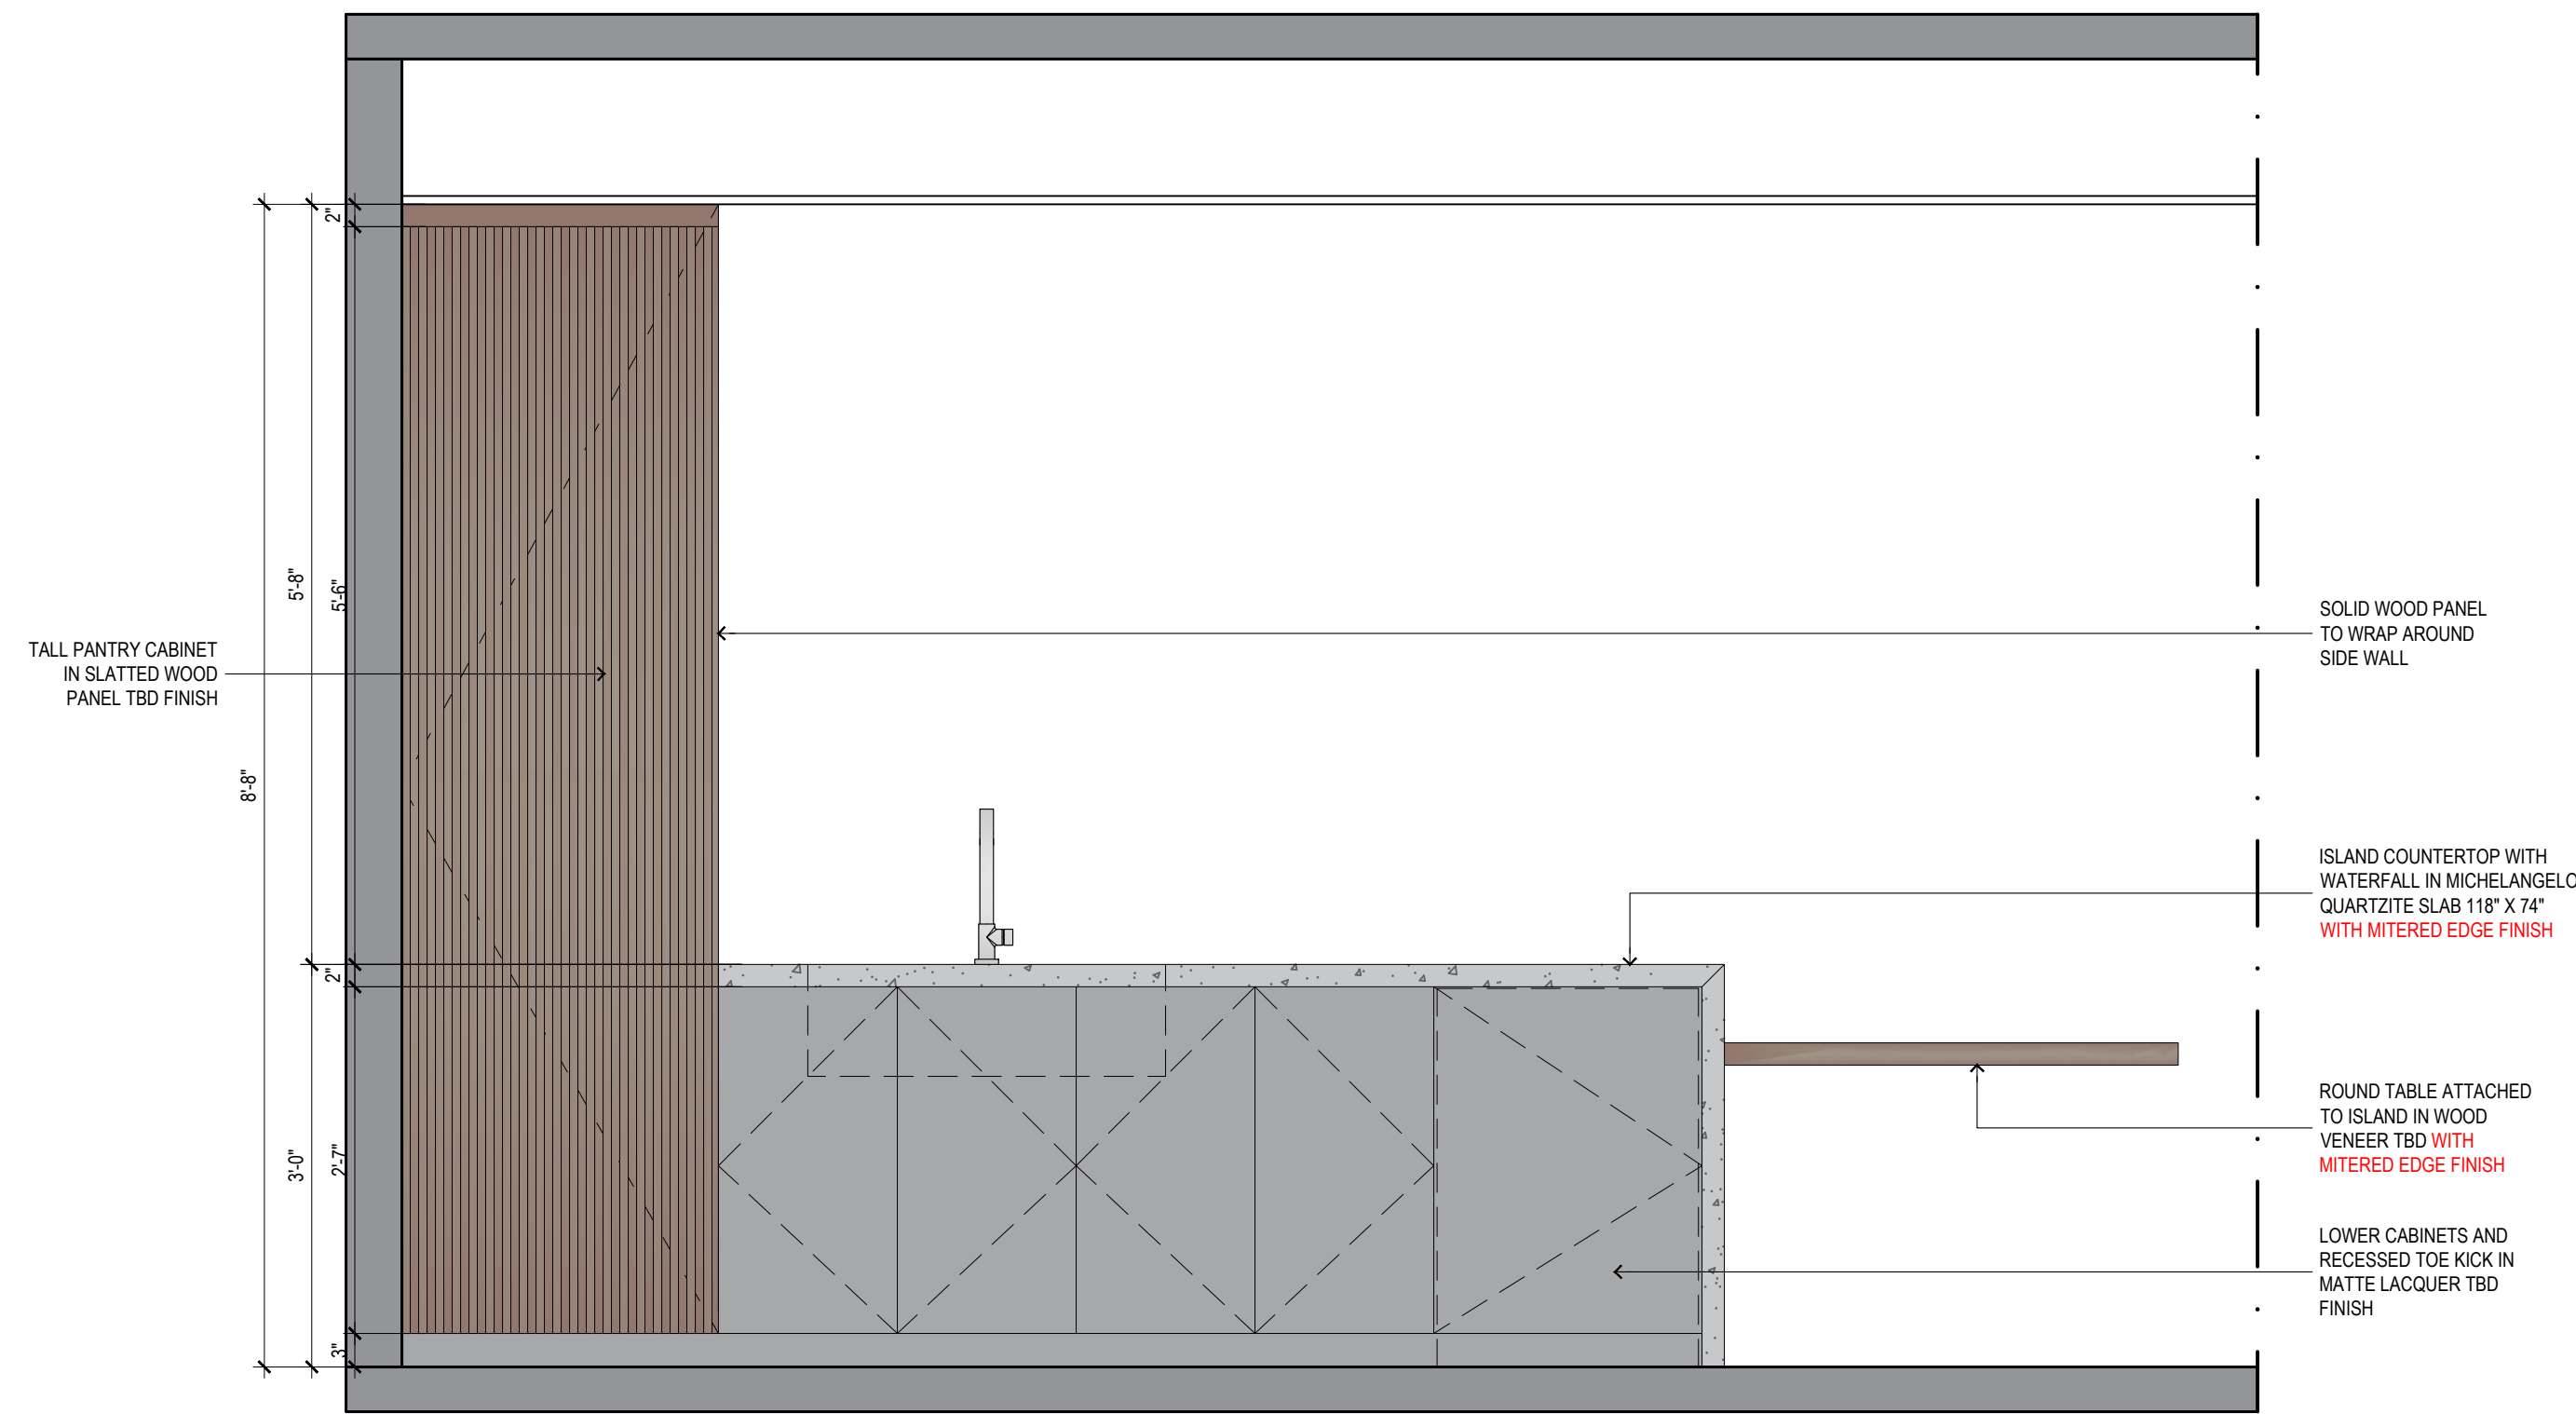 2"
5'-8"
5'-6"
TALL PANTRY CABINET
IN SLATTED WOOD
PANEL TBD FINISH
8'-8"
2"
3'-0"
2'-7"
3"
SOLID WOOD PANEL
TO WRAP AROUND
SIDE WALL
ISLAND COUNTERTOP WITH
WATERFALL IN MICHELANGELO
QUARTZITE SLAB 118" X 74"
WITH MITERED EDGE FINISH
ROUND TABLE ATTACHED
TO ISLAND IN WOOD
VENEER TBD WITH
MITERED EDGE FINISH
LOWER CABINETS AND
RECESSED TOE KICK IN
MATTE LACQUER TBD
FINISH